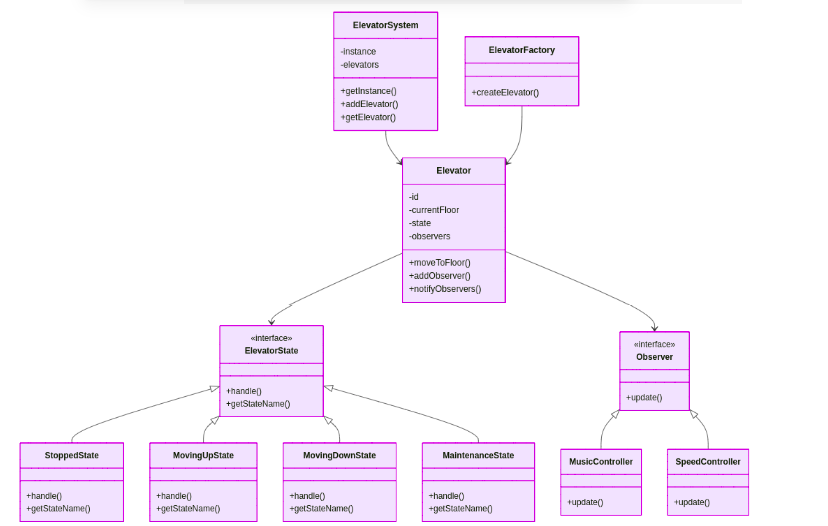 ElevatorSystem
-instance
-elevators
+getInstance()
+addElevator()
+getElevator()
ElevatorFactory
+createElevator()
Elevator
-id
-currentFloor
-state
-observers
+moveToFloor()
+addObserver()
+notifyObservers()
«interface»
ElevatorState
+handle()
+getStateName()
«interface»
Observer
+update()
StoppedState
+handle()
+getStateName()
MovingUpState
+handle()
+getStateName()
MovingDownState
+handle()
+getStateName()
MaintenanceState
+handle()
+getStateName()
MusicController
+update()
SpeedController
+update()